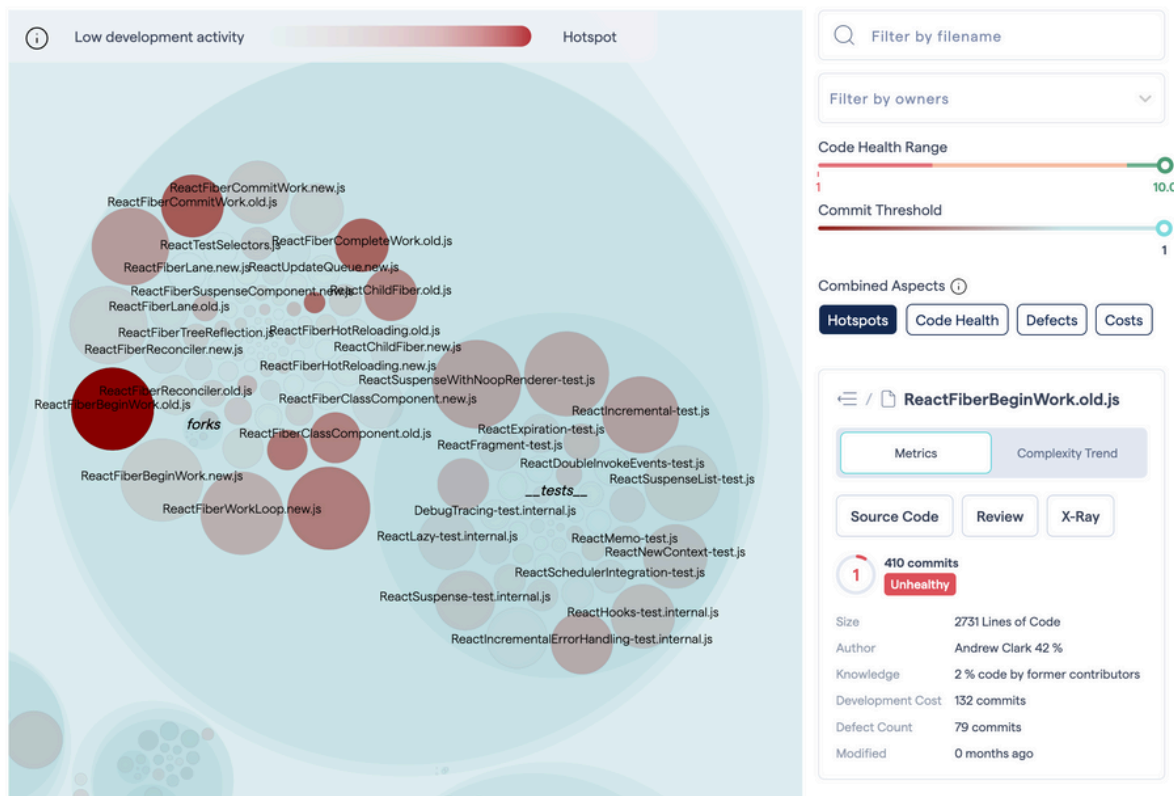 Low development activity
Hotspot
ReactFiberCommitWork.new.js
ReactFiberCommitWork.old.js
ReactTestSelectors.js
ReactFiberCompleteWork.old.js
ReactFiberLane.new.js
ReactUpdateQueue.new.js
ReactFiberSuspenseComponent.new.js
ReactChildFiber.old.js
ReactFiberLane.old.js
ReactFiberTreeReflection.js
ReactFiberHotReloading.old.js
ReactFiberReconciler.new.js
ReactChildFiber.new.js
ReactFiberHotReloading.new.js
ReactSuspenseWithNoopRenderer-test.js
ReactFiberReconciler.old.js
ReactFiberBeginWork.old.js
ReactFiberClassComponent.new.js
forks
ReactFiberClassComponent.old.js
ReactIncremental-test.js
ReactExpiration-test.js
ReactFragment-test.js
ReactDoubleInvokeEvents-test.js
ReactSuspenseList-test.js
ReactFiberBeginWork.new.js
__tests__
ReactFiberWorkLoop.new.js
DebugTracing-test.internal.js
ReactLazy-test.internal.js
ReactMemo-test.js
ReactNewContext-test.js
ReactSchedulerIntegration-test.js
ReactSuspense-test.internal.js
ReactHooks-test.internal.js
ReactIncrementalErrorHandling-test.internal.js
Filter by filename
Filter by owners
Code Health Range
1
10.0
Commit Threshold
1
Combined Aspects
Hotspots
Code Health
Defects
Costs
/ ReactFiberBeginWork.old.js
Metrics
Complexity Trend
Source Code
Review
X-Ray
1
410 commits
Unhealthy
Size 2731 Lines of Code
Author Andrew Clark 42 %
Knowledge 2 % code by former contributors
Development Cost 132 commits
Defect Count 79 commits
Modified 0 months ago